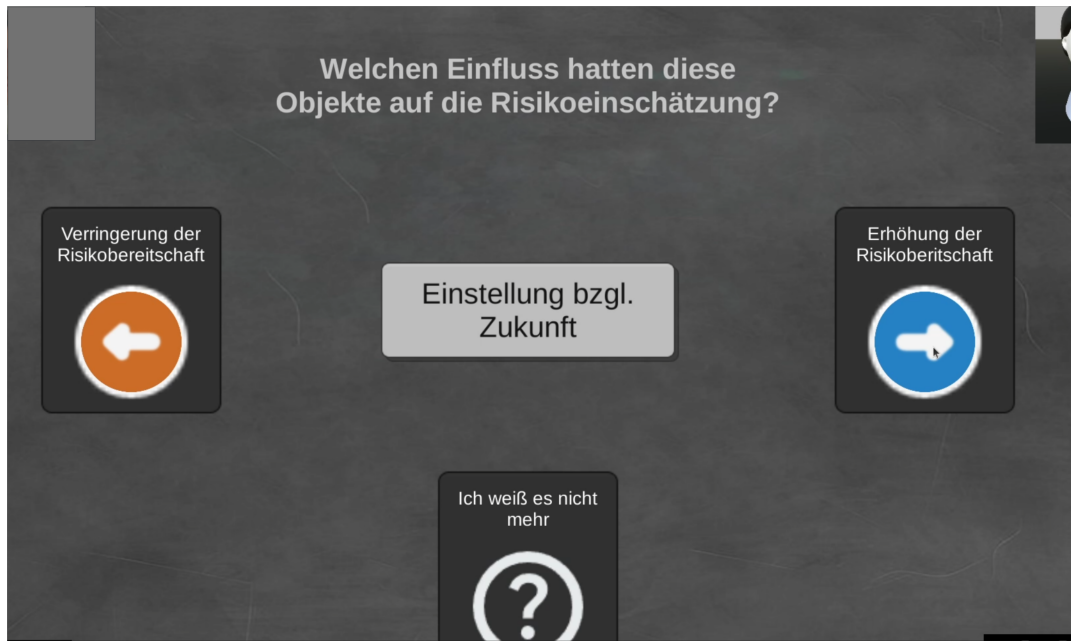 Welchen Einfluss hatten diese
Objekte auf die Risikoeinschätzung?
Verringerung der
Risikobereitschaft
Einstellung bzgl.
Zukunft
Erhöhung der
Risikoberitschaft
Ich weiß es nicht
mehr
?